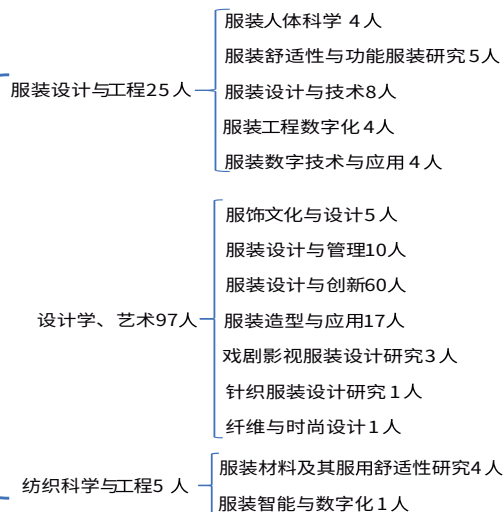 服装设计与工程25人
服装人体科学 4人
服装舒适性与功能服装研究5人
服装设计与技术8人
服装工程数字化4人
服装数字技术与应用4人
设计学、艺术97人
服饰文化与设计5人
服装设计与管理10人
服装设计与创新60人
服装造型与应用17人
戏剧影视服装设计研究3人
针织服装设计研究1人
纤维与时尚设计1人
纺织科学与工程5 人
服装材料及其服用舒适性研究4人
服装智能与数字化1人